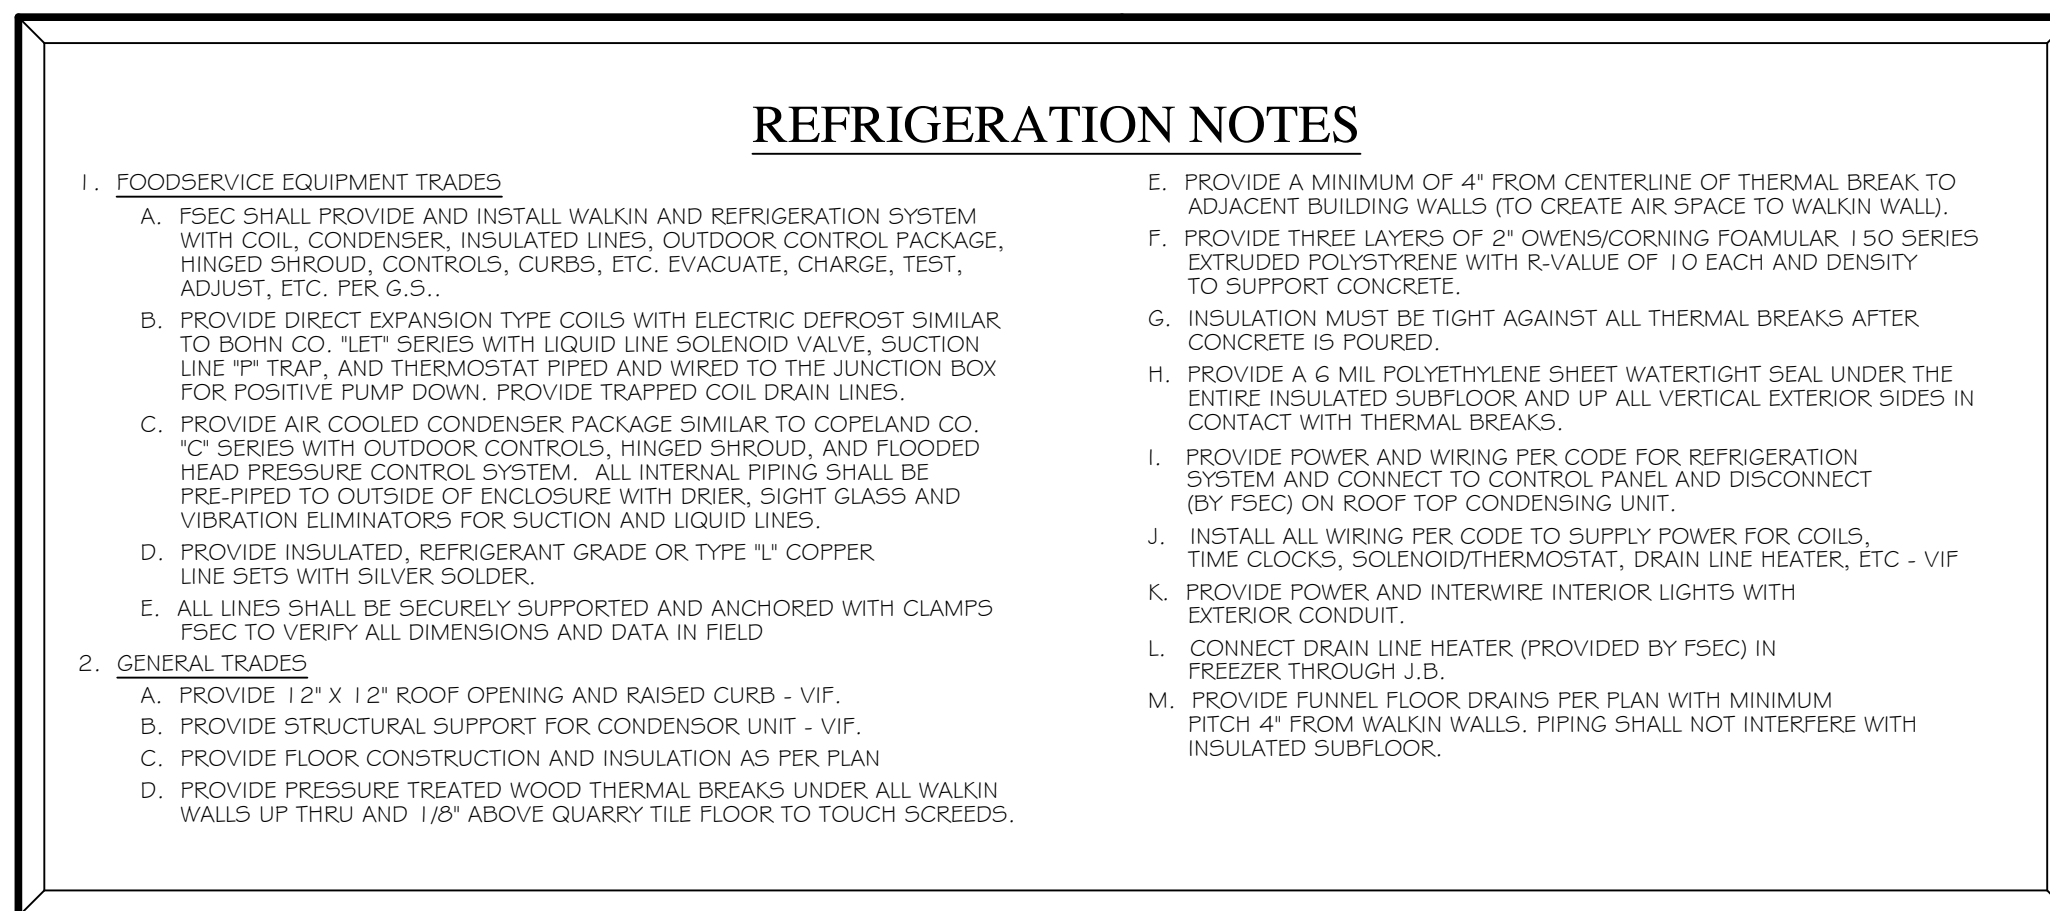 REFRIGERATION NOTES
1. FOODSERVICE EQUIPMENT TRADES
A. FSEC SHALL PROVIDE AND INSTALL WALKIN AND REFRIGERATION SYSTEM
WITH COIL, CONDENSER, INSULATED LINES, OUTDOOR CONTROL PACKAGE,
HINGED SHROUD, CONTROLS, CURBS, ETC. EVACUATE, CHARGE, TEST,
ADJUST, ETC. PER G.S..
B. PROVIDE DIRECT EXPANSION TYPE COILS WITH ELECTRIC DEFROST SIMILAR
TO BOHN CO. "LET" SERIES WITH LIQUID LINE SOLENOID VALVE, SUCTION
LINE "P" TRAP, AND THERMOSTAT PIPED AND WIRED TO THE JUNCTION BOX
FOR POSITIVE PUMP DOWN. PROVIDE TRAPPED COIL DRAIN LINES.
C. PROVIDE AIR COOLED CONDENSER PACKAGE SIMILAR TO COPELAND CO.
"C" SERIES WITH OUTDOOR CONTROLS, HINGED SHROUD, AND FLOODED
HEAD PRESSURE CONTROL SYSTEM. ALL INTERNAL PIPING SHALL BE
PRE-PIPED TO OUTSIDE OF ENCLOSURE WITH DRIER, SIGHT GLASS AND
VIBRATION ELIMINATORS FOR SUCTION AND LIQUID LINES.
D. PROVIDE INSULATED, REFRIGERANT GRADE OR TYPE "L" COPPER
LINE SETS WITH SILVER SOLDER.
E. ALL LINES SHALL BE SECURELY SUPPORTED AND ANCHORED WITH CLAMPS
FSEC TO VERIFY ALL DIMENSIONS AND DATA IN FIELD
2. GENERAL TRADES
A. PROVIDE 12" X 12" ROOF OPENING AND RAISED CURB - VIF.
B. PROVIDE STRUCTURAL SUPPORT FOR CONDENSOR UNIT - VIF.
C. PROVIDE FLOOR CONSTRUCTION AND INSULATION AS PER PLAN
D. PROVIDE PRESSURE TREATED WOOD THERMAL BREAKS UNDER ALL WALKIN
WALLS UP THRU AND 1/8" ABOVE QUARRY TILE FLOOR TO TOUCH SCREEDS.
E. PROVIDE A MINIMUM OF 4" FROM CENTERLINE OF THERMAL BREAK TO
ADJACENT BUILDING WALLS (TO CREATE AIR SPACE TO WALKIN WALL).
F. PROVIDE THREE LAYERS OF 2" OWENS/CORNING FOAMULAR 150 SERIES
EXTRUDED POLYSTYRENE WITH R-VALUE OF 10 EACH AND DENSITY
TO SUPPORT CONCRETE.
G. INSULATION MUST BE TIGHT AGAINST ALL THERMAL BREAKS AFTER
CONCRETE IS POURED.
H. PROVIDE A 6 MIL POLYETHYLENE SHEET WATERTIGHT SEAL UNDER THE
ENTIRE INSULATED SUBFLOOR AND UP ALL VERTICAL EXTERIOR SIDES IN
CONTACT WITH THERMAL BREAKS.
I. PROVIDE POWER AND WIRING PER CODE FOR REFRIGERATION
SYSTEM AND CONNECT TO CONTROL PANEL AND DISCONNECT
(BY FSEC) ON ROOF TOP CONDENSING UNIT.
J. INSTALL ALL WIRING PER CODE TO SUPPLY POWER FOR COILS,
TIME CLOCKS, SOLENOID/THERMOSTAT, DRAIN LINE HEATER, ETC - VIF
K. PROVIDE POWER AND INTERWIRE INTERIOR LIGHTS WITH
EXTERIOR CONDUIT.
L. CONNECT DRAIN LINE HEATER (PROVIDED BY FSEC) IN
FREEZER THROUGH J.B.
M. PROVIDE FUNNEL FLOOR DRAINS PER PLAN WITH MINIMUM
PITCH 4" FROM WALKIN WALLS. PIPING SHALL NOT INTERFERE WITH
INSULATED SUBFLOOR.